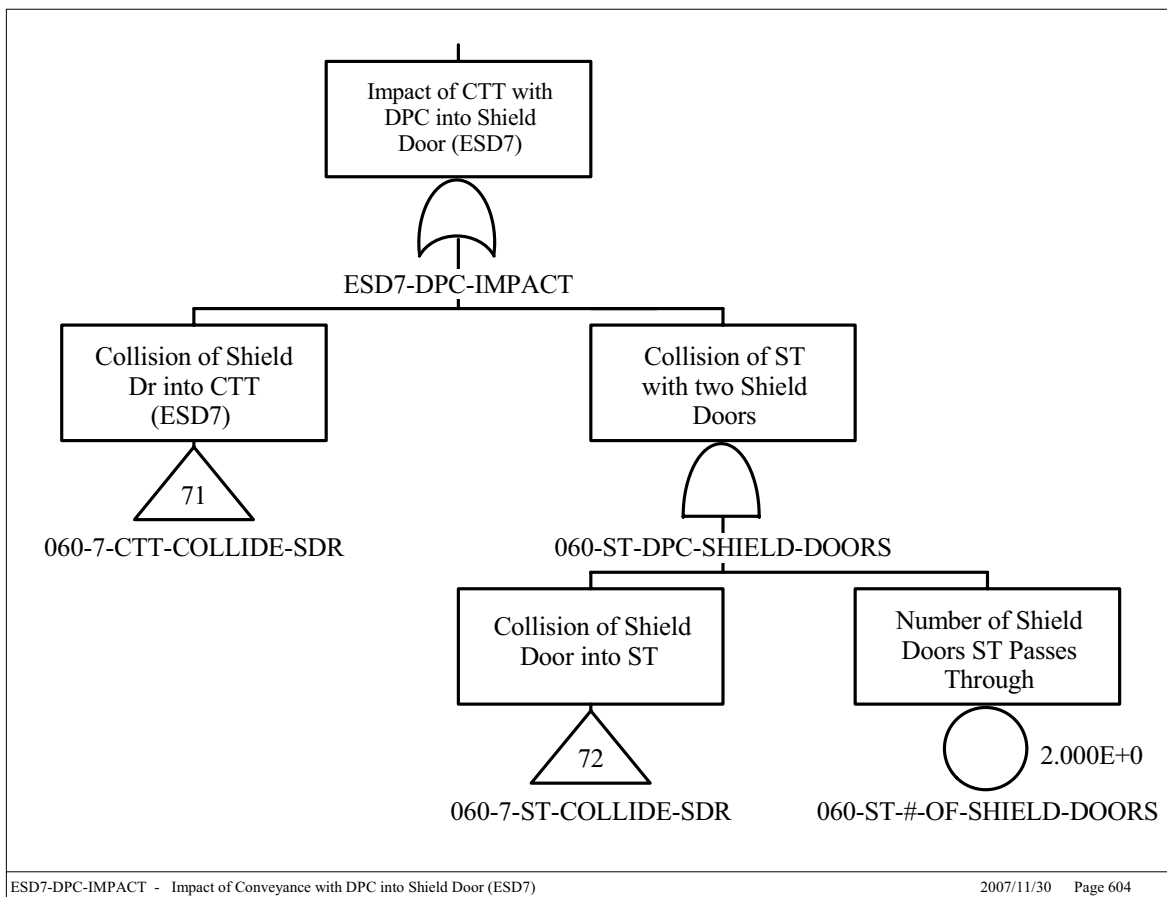 Impact of CTT with
DPC into Shield
Door (ESD7)
ESD7-DPC-IMPACT
Collision of Shield
Dr into CTT
(ESD7)
71
060-7-CTT-COLLIDE-SDR
Collision of ST
with two Shield
Doors
060-ST-DPC-SHIELD-DOORS
Collision of Shield
Door into ST
72
060-7-ST-COLLIDE-SDR
Number of Shield
Doors ST Passes
Through
2.000E+0
060-ST-#-OF-SHIELD-DOORS
ESD7-DPC-IMPACT - Impact of Conveyance with DPC into Shield Door (ESD7) 2007/11/30 Page 604